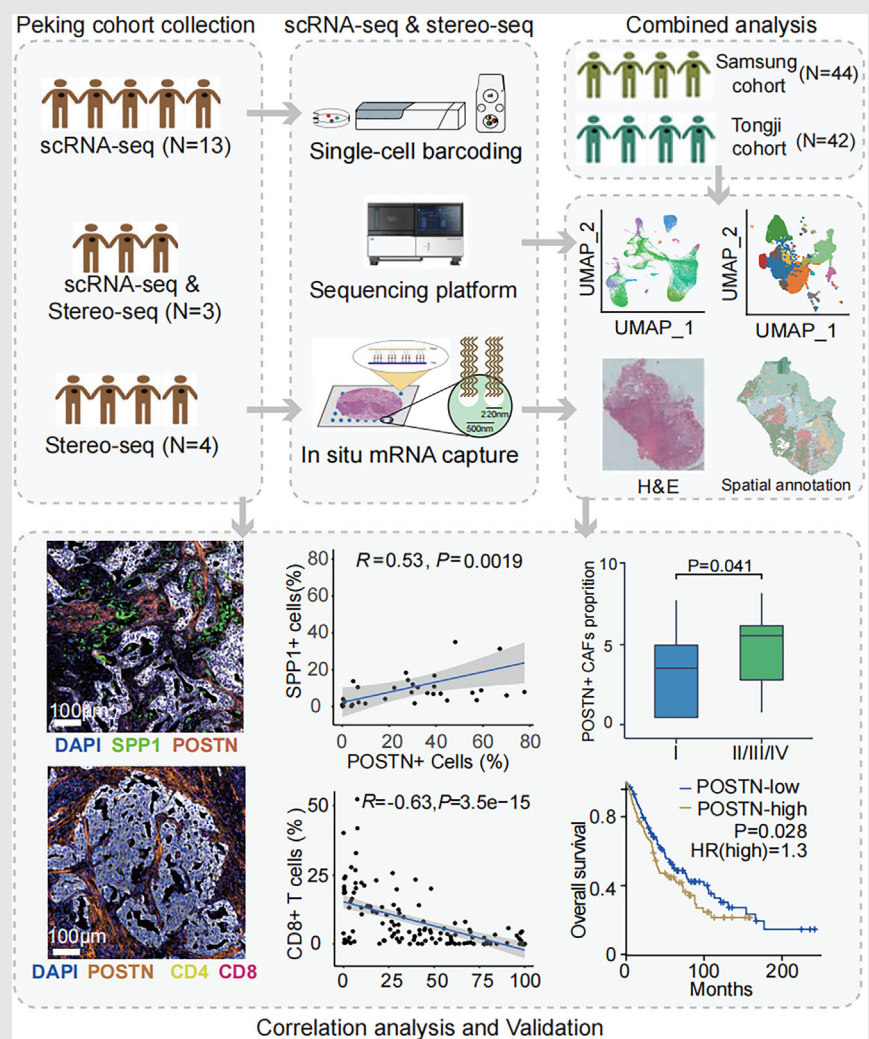 Peking cohort collection
scRNA-seq (N=13)
scRNA-seq &
Stereo-seq (N=3)
Stereo-seq (N=4)
scRNA-seq & stereo-seq
Single-cell barcoding
Sequencing platform
220nm
500nm
In situ mRNA capture
Combined analysis
Samsung
cohort (N=44)
Tongji
cohort (N=42)
UMAP_2
UMAP_1
UMAP_2
UMAP_1
H&E
Spatial annotation
100μm
DAPI SPP1 POSTN
R=0.53, P=0.0019
SPP1+ cells(%)
80
60
40
20
0
0 20 40 60 80
POSTN+ Cells (%)
P=0.041
POSTN+ CAFs proprition
10
5
0
I II/III/IV
100μm
DAPI POSTN CD4 CD8
R=-0.63,P=3.5e-15
CD8+ T cells (%)
50
25
0
0 25 50 75 100
POSTN-low
POSTN-high
P=0.028
HR(high)=1.3
Overall survival
0.8
0.4
0
0 100 200
Months
Correlation analysis and Validation